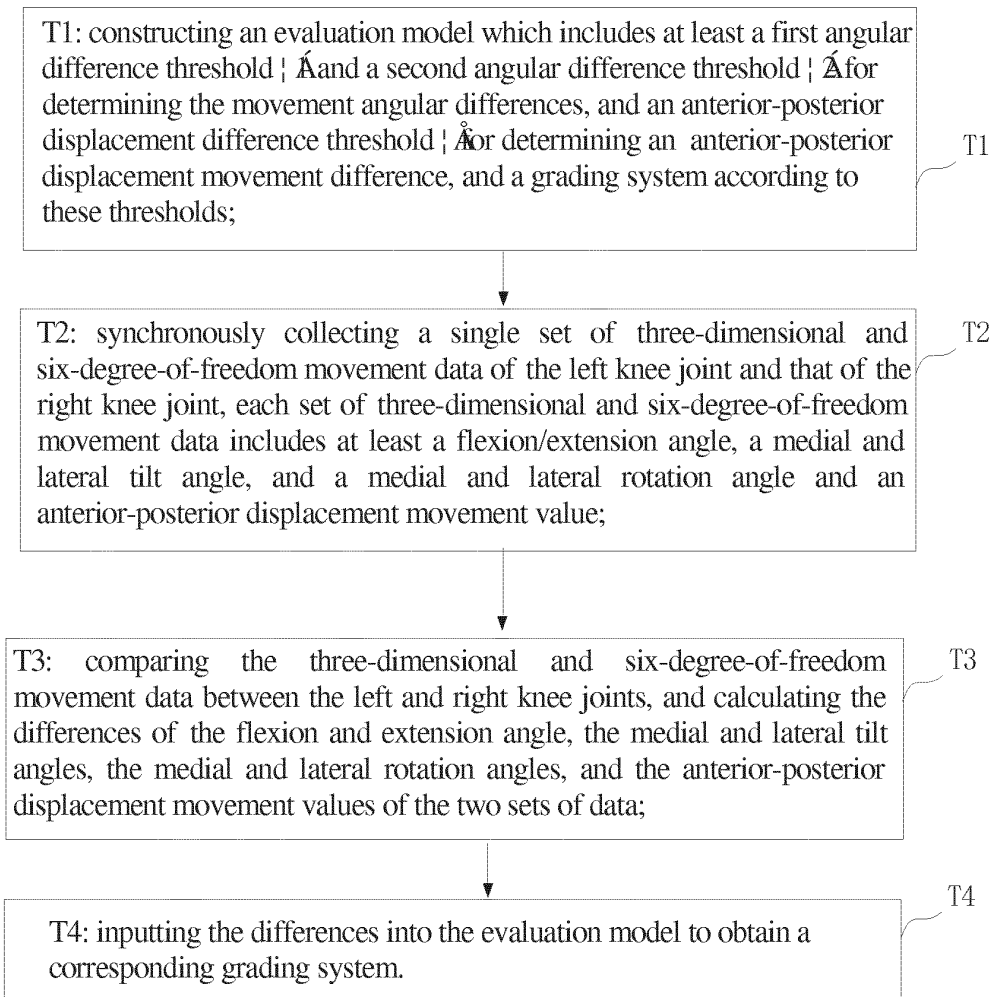 T1: constructing an evaluation model which includes at least a first angular
difference threshold ¦ and a second angular difference threshold ¦ for
determining the movement angular differences, and an anterior-posterior
displacement difference threshold ¦ for determining an anterior-posterior
displacement movement difference, and a grading system according to
these thresholds;
T1
T2: synchronously collecting a single set of three-dimensional and
six-degree-of-freedom movement data of the left knee joint and that of the
right knee joint, each set of three-dimensional and six-degree-of-freedom
movement data includes at least a flexion/extension angle, a medial and
lateral tilt angle, and a medial and lateral rotation angle and an
anterior-posterior displacement movement value;
T2
T3: comparing the three-dimensional and six-degree-of-freedom
movement data between the left and right knee joints, and calculating the
differences of the flexion and extension angle, the medial and lateral tilt
angles, the medial and lateral rotation angles, and the anterior-posterior
displacement movement values of the two sets of data;
T3
T4: inputting the differences into the evaluation model to obtain a
corresponding grading system.
T4